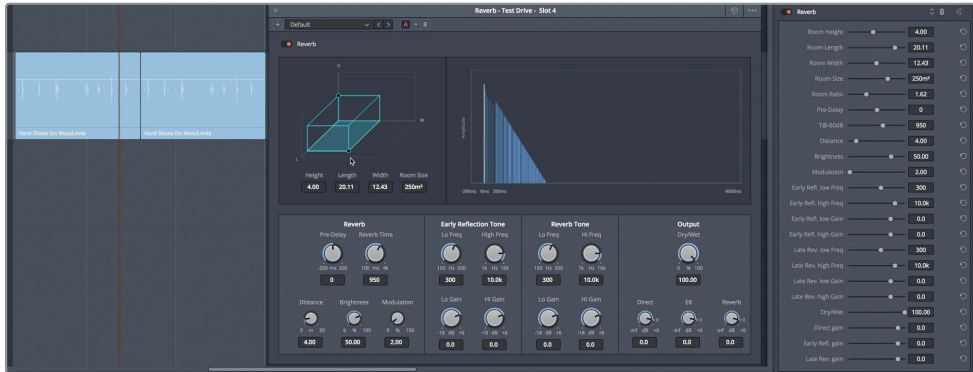 Reverb - Test Drive - Slot 4
Default
A
B
Reverb
H
W
L
Height
Length
Width
Room Size
4.00
20.11
12.43
250m²
Amplitude
-200ms
0ms
300ms
4000ms
Hard Shoes On Wood.m4a
Hard Shoes On Wood.m4a
Reverb
Pre-Delay
Reverb Time
-200 ms 200
100 ms 4k
0
950
Distance
Brightness
Modulation
0 m 30
6 % 100
0 % 100
4.00
50.00
2.00
Early Reflection Tone
Lo Freq
High Freq
150 Hz 500
1k Hz 16k
300
10.0k
Lo Gain
HI Gain
-18 dB +6
-18 dB +6
0.0
0.0
Reverb Tone
Lo Freq
HI Freq
150 Hz 500
1k Hz 16k
300
10.0k
Lo Gain
HI Gain
-18 dB +6
-18 dB +6
0.0
0.0
Output
Dry/Wet
0 % 100
100.00
Direct
ER
Reverb
-inf dB +6
-inf dB +6
-inf dB +6
0.0
0.0
0.0
Reverb
Room Height 4.00
Room Length 20.11
Room Width 12.43
Room Size 250m²
Room Ratio 1.62
Pre-Delay 0
T@-60dB 950
Distance 4.00
Brightness 50.00
Modulation 2.00
Early Refl. low Freq 300
Early Refl. high Freq 10.0k
Early Refl. low Gain 0.0
Early Refl. high Gain 0.0
Late Rev. low Freq 300
Late Rev. high Freq 10.0k
Late Rev. low Gain 0.0
Late Rev. high Gain 0.0
Dry/Wet 100.00
Direct gain 0.0
Early Refl. gain 0.0
Late Rev. gain 0.0